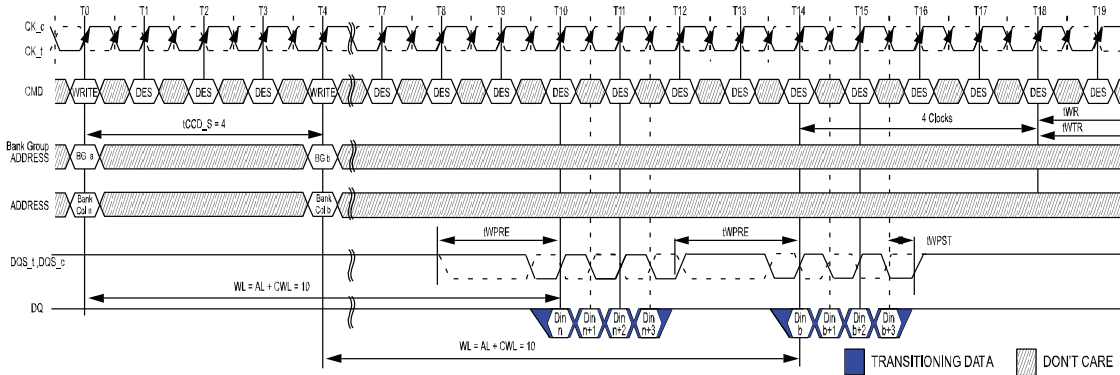 T0 T1 T2 T3 T4 T7 T8 T9 T10 T11 T12 T13 T14 T15 T16 T17 T18 T19
CK_c
CK_t
CMD WRITE DES DES DES WRITE DES DES DES DES DES DES DES DES DES DES DES DES DES
tCCD_S = 4 4 Clocks tWR
tWTR
Bank Group
ADDRESS BG a BG b
ADDRESS Bank
Col n Bank
Col b
tWPRE tWPRE tWPST
DQS_t ,DQS_c
WL = AL + CWL = 10
DQ Din
n Din
n+1 Din
n+2 Din
n+3 Din
b Din
b+1 Din
b+2 Din
b+3
WL = AL + CWL = 10
TRANSITIONING DATA DON'T CARE